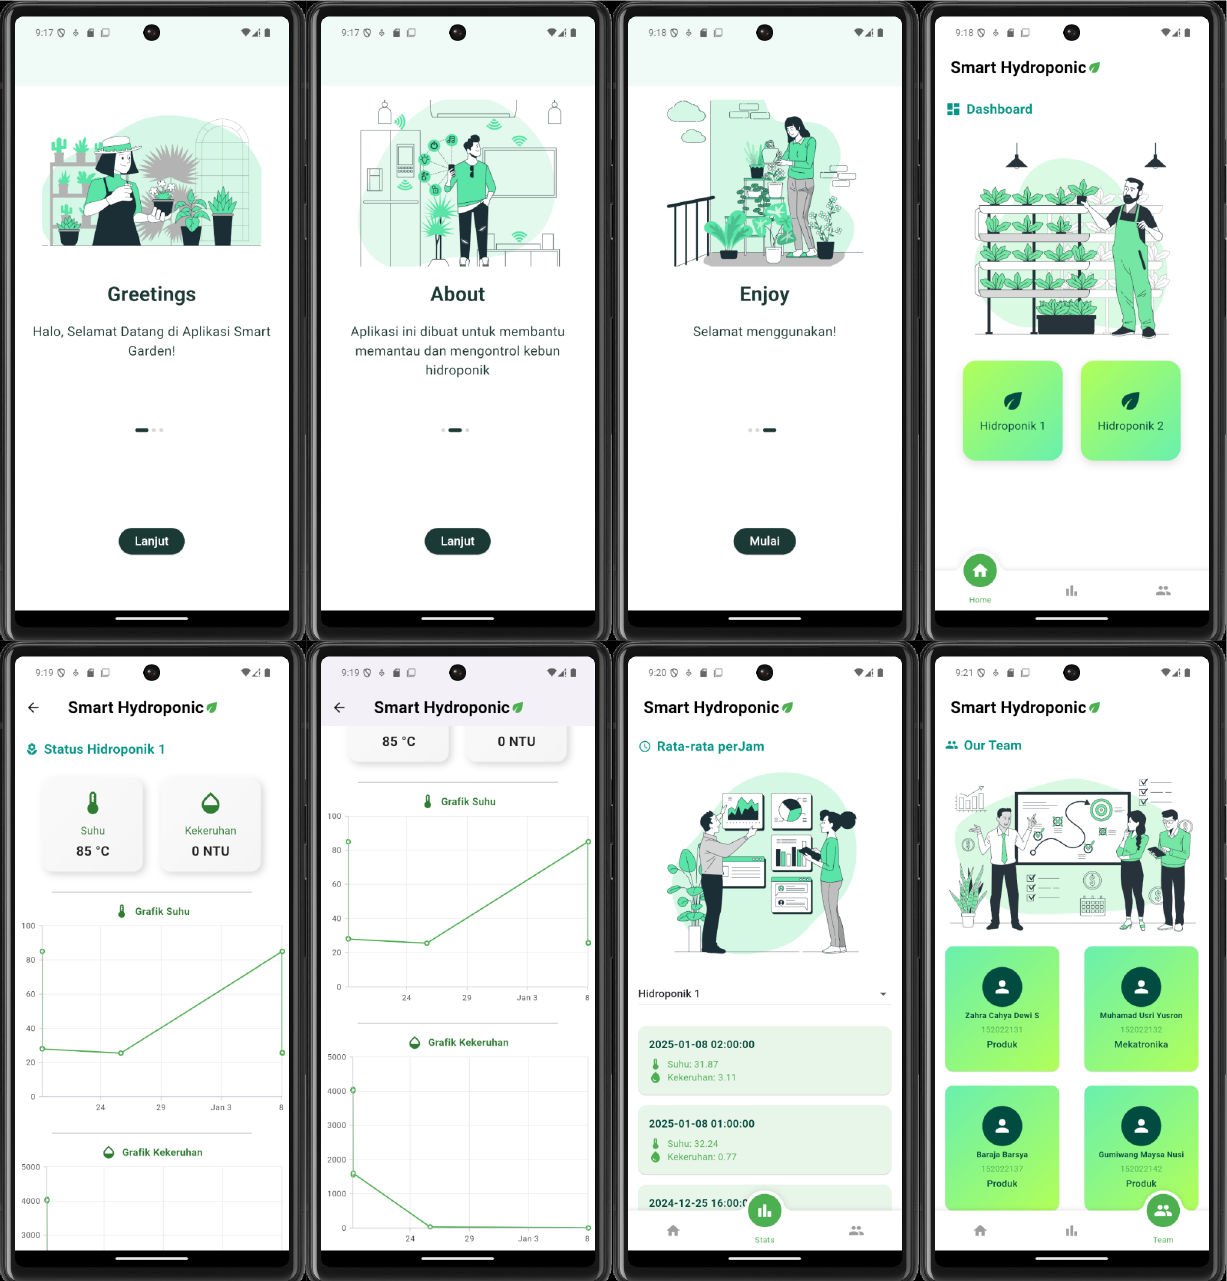 9:17
Greetings
Halo, Selamat Datang di Aplikasi Smart
Garden!
Lanjut
9:17
About
Aplikasi ini dibuat untuk membantu
memantau dan mengontrol kebun
hidroponik
Lanjut
9:18
Enjoy
Selamat menggunakan!
Mulai
9:18
Smart Hydroponic
Dashboard
Hidroponik 1
Hidroponik 2
Home
9:19
Smart Hydroponic
Status Hidroponik 1
Suhu
85 °C
Kekeruhan
0 NTU
Grafik Suhu
100
80
60
40
20
0
24
29
Jan 3
8
Grafik Kekeruhan
5000
4000
3000
9:19
Smart Hydroponic
85 °C
0 NTU
Grafik Suhu
100
80
60
40
20
0
24
29
Jan 3
8
Grafik Kekeruhan
5000
4000
3000
2000
1000
0
24
29
Jan 3
8
9:20
Smart Hydroponic
Rata-rata perJam
Hidroponik 1
2025-01-08 02:00:00
Suhu: 31.87
Kekeruhan: 3.11
2025-01-08 01:00:00
Suhu: 32.24
Kekeruhan: 0.77
2024-12-25 16:00:0
Stats
9:21
Smart Hydroponic
Our Team
Zahra Cahya Dewi S
152022131
Produk
Muhamad Usri Yusron
152022132
Mekatronika
Baraja Barsya
152022137
Produk
Gumiwang Maysa Nusi
152022142
Produk
Team